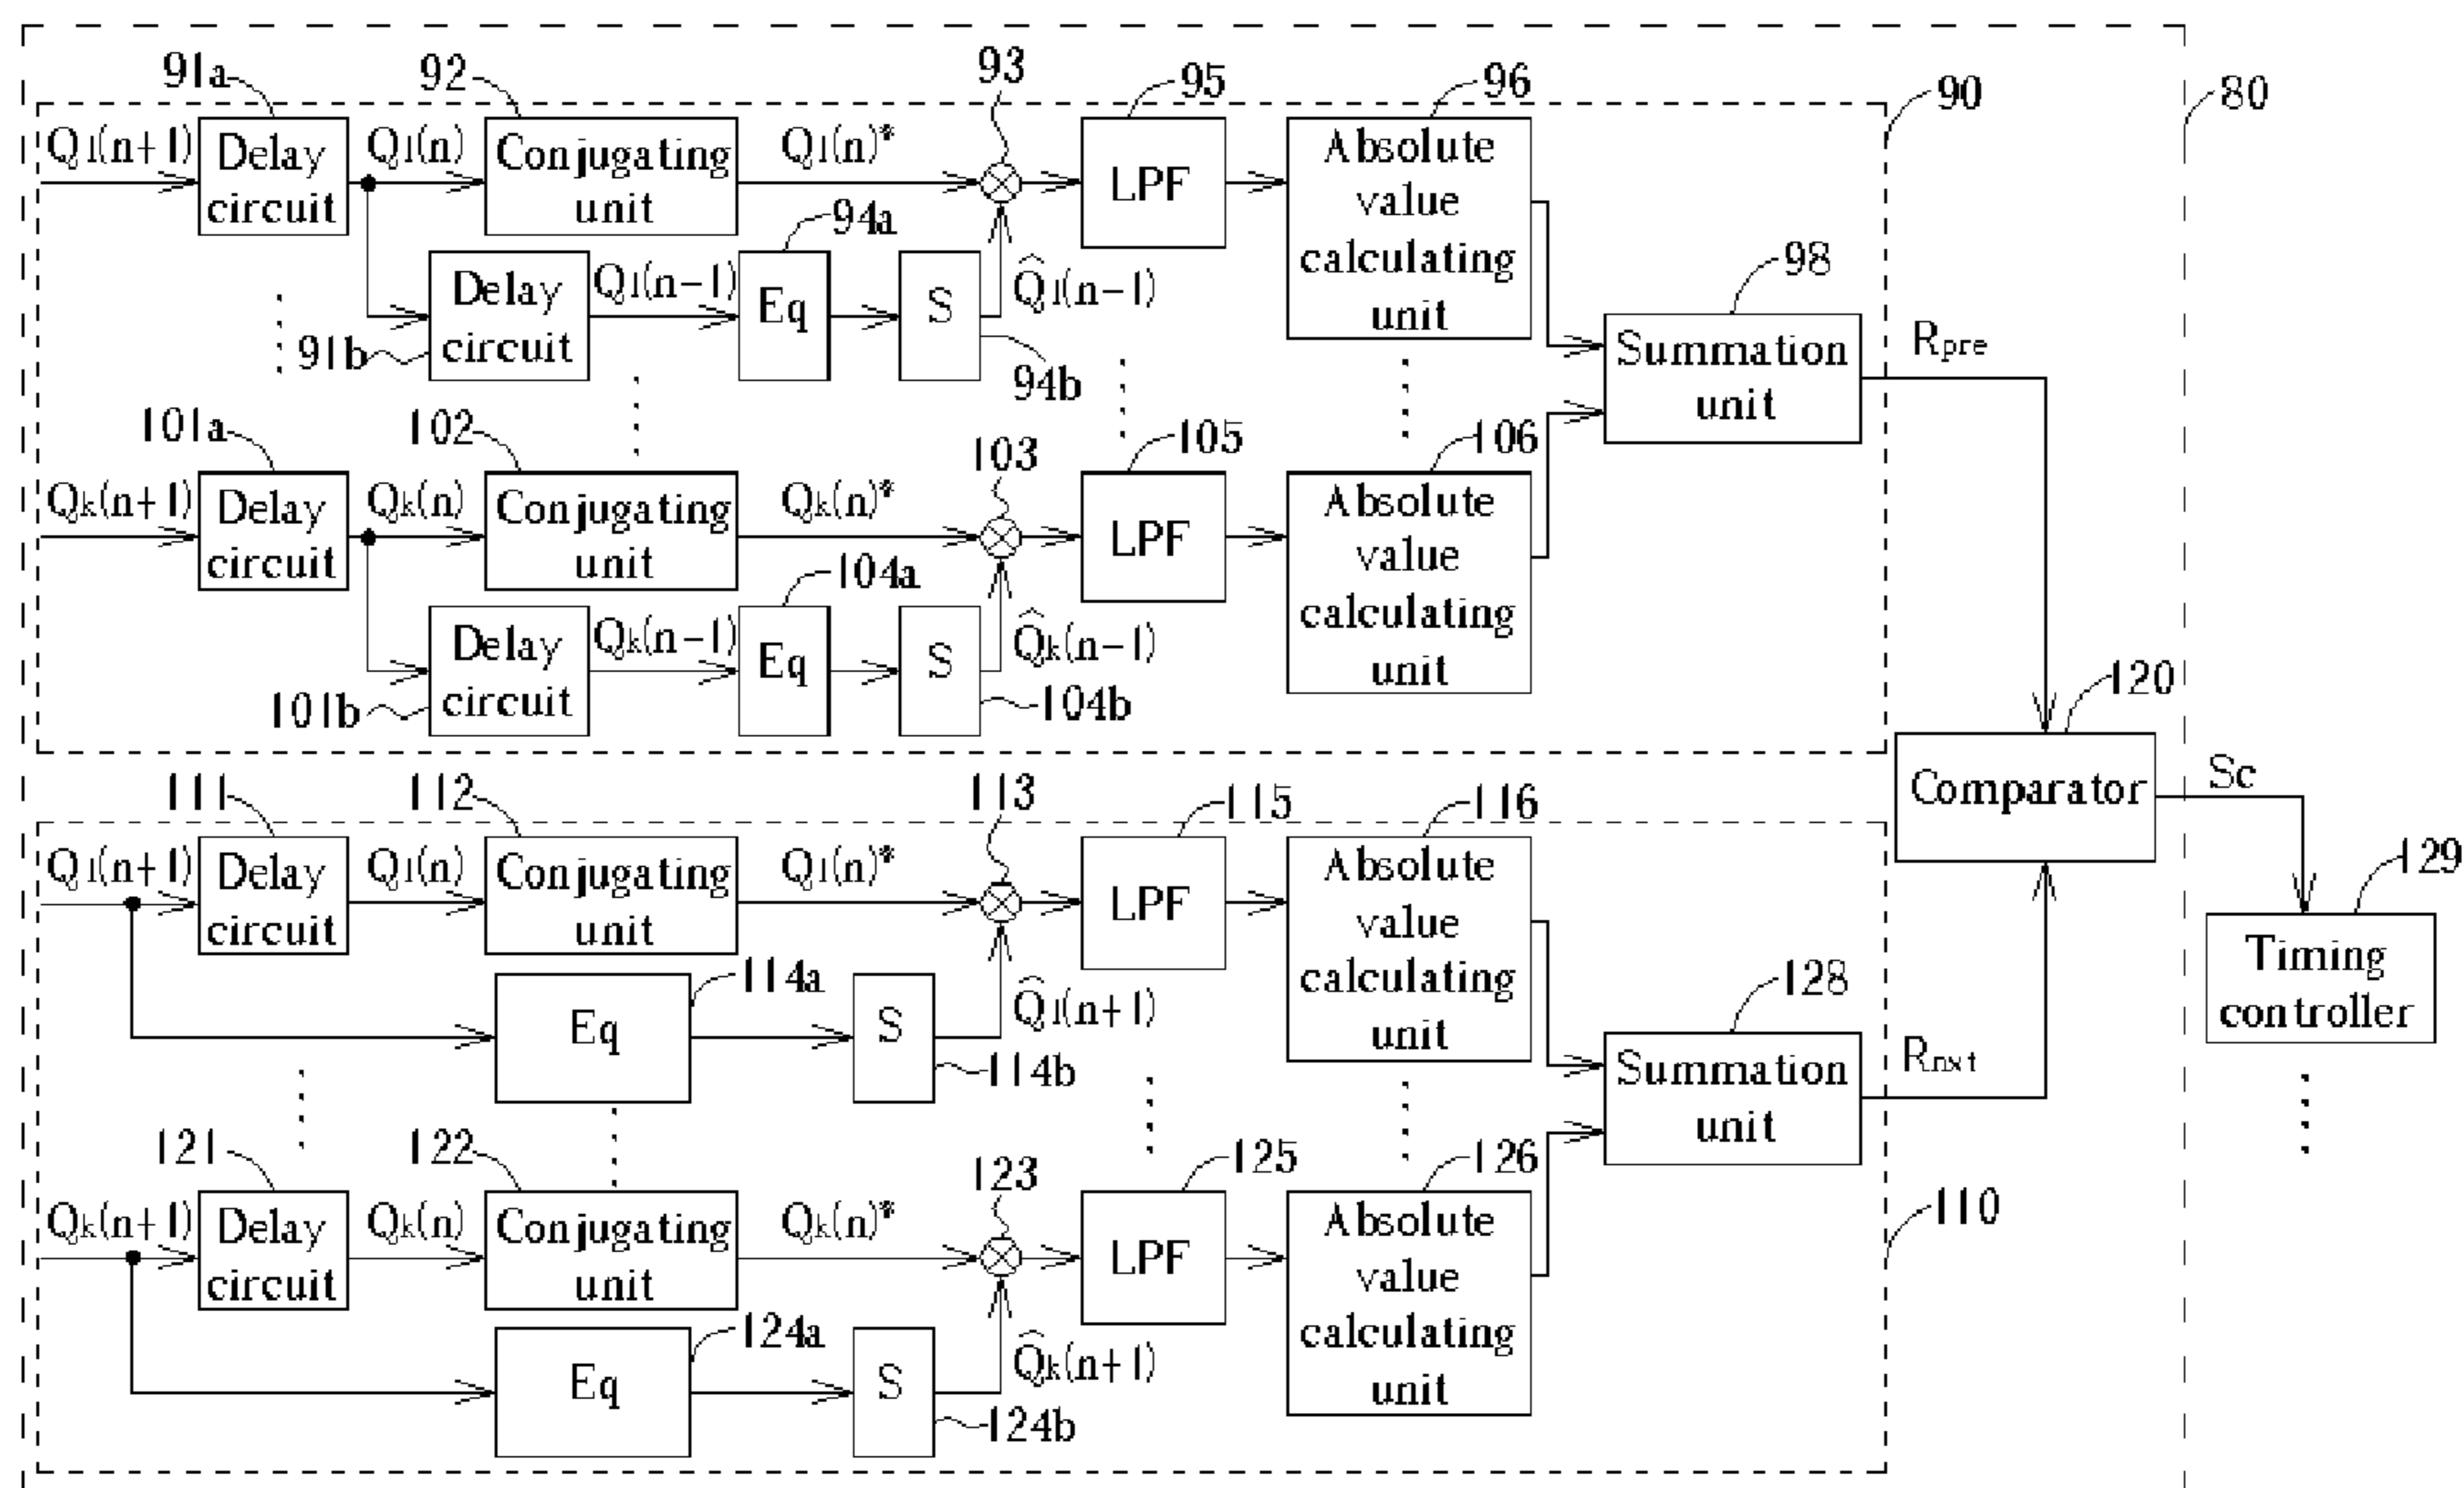 91a
92
93
95
96
90
80
Q1(n+1)
Delay
circuit
Q1(n)
Conjugating
unit
Q1(n)*
LPF
Absolute
value
calculating
unit
94a
Delay
circuit
91b
Q1(n-1)
Eq
S
Q̂1(n-1)
94b
98
Summation
unit
Rpre
101a
102
103
105
106
Qk(n+1)
Delay
circuit
Qk(n)
Conjugating
unit
Qk(n)*
LPF
Absolute
value
calculating
unit
104a
Delay
circuit
101b
Qk(n-1)
Eq
S
Q̂k(n-1)
104b
120
Comparator
Sc
111
112
113
115
116
129
Timing
controller
Q1(n+1)
Delay
circuit
Q1(n)
Conjugating
unit
Q1(n)*
LPF
Absolute
value
calculating
unit
114a
Eq
S
Q̂1(n+1)
114b
128
Summation
unit
Rnxt
121
122
123
125
126
110
Qk(n+1)
Delay
circuit
Qk(n)
Conjugating
unit
Qk(n)*
LPF
Absolute
value
calculating
unit
124a
Eq
S
Q̂k(n+1)
124b